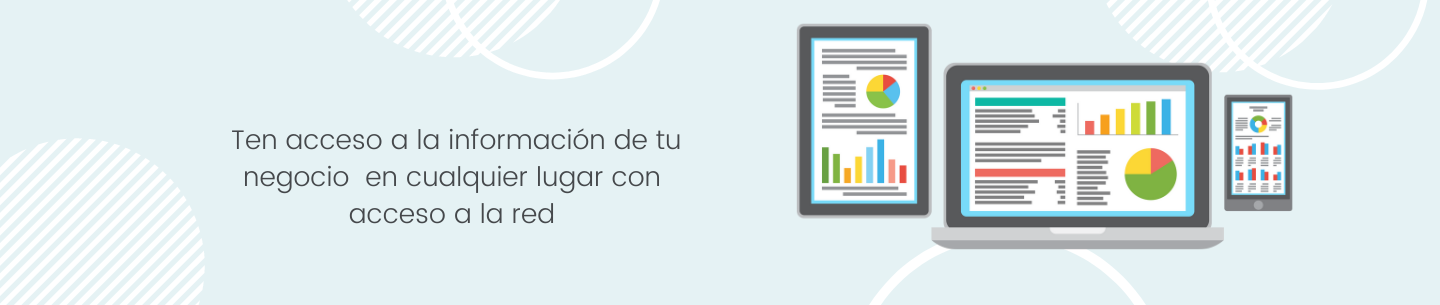 Ten acceso a la información de tu
negocio  en cualquier lugar con
acceso a la red